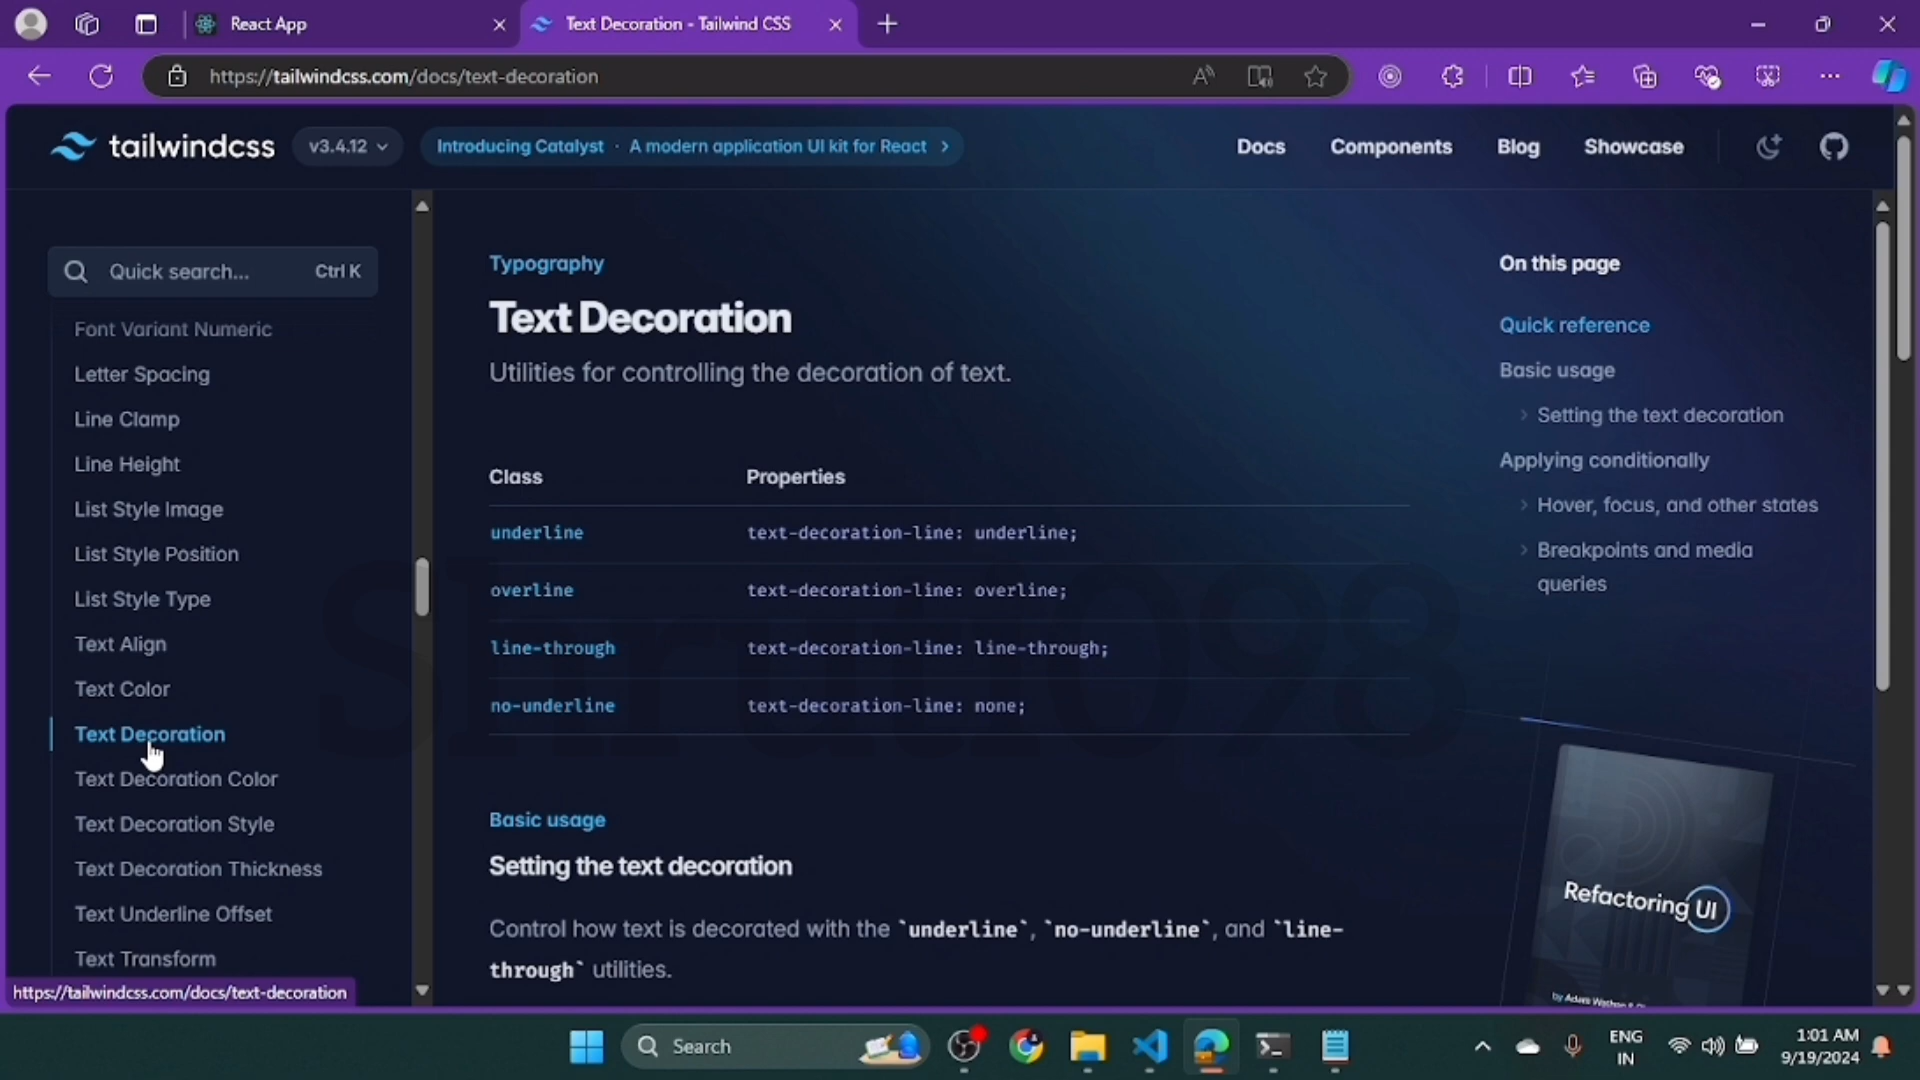 React App
Text Decoration - Tailwind CSS
https://tailwindcss.com/docs/text-decoration
tailwindcss
v3.4.12
Introducing Catalyst · A modern application UI kit for React
Docs
Components
Blog
Showcase
Quick search...
Ctrl K
Font Variant Numeric
Letter Spacing
Line Clamp
Line Height
List Style Image
List Style Position
List Style Type
Text Align
Text Color
Text Decoration
Text Decoration Color
Text Decoration Style
Text Decoration Thickness
Text Underline Offset
Text Transform
https://tailwindcss.com/docs/text-decoration
Typography
Text Decoration
Utilities for controlling the decoration of text.
Class Properties
underline text-decoration-line: underline;
overline text-decoration-line: overline;
line-through text-decoration-line: line-through;
no-underline text-decoration-line: none;
Basic usage
Setting the text decoration
Control how text is decorated with the `underline`, `no-underline`, and `line-
through` utilities.
On this page
Quick reference
Basic usage
Setting the text decoration
Applying conditionally
Hover, focus, and other states
Breakpoints and media
queries
Refactoring UI
Search
ENG
IN
1:01 AM
9/19/2024